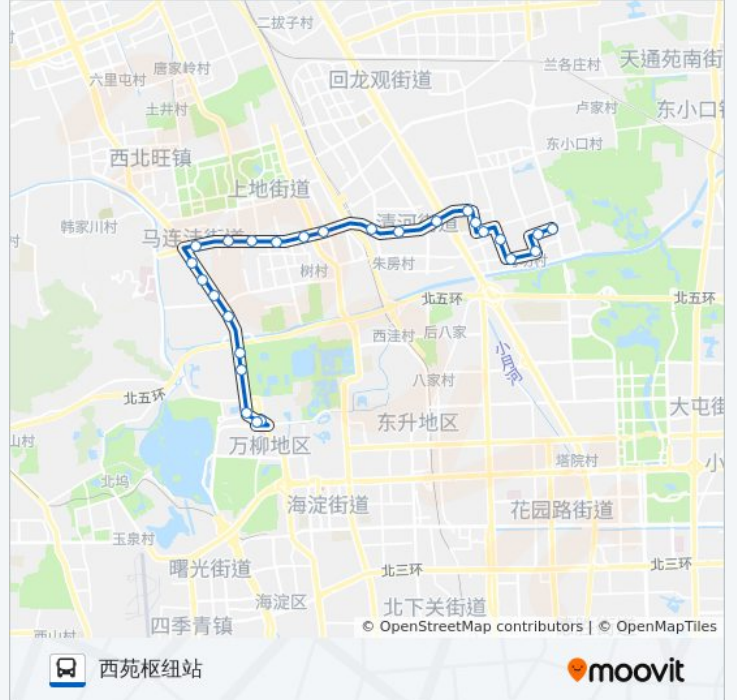 二拔子村
唐家岭村
六里屯村
回龙观街道
兰各庄村
天通苑南街
土井村
卢家村
东小口
东小口村
西北旺镇
上地街道
韩家川村
清河街道
马连洼街道
树村
朱房村
北五环
北五环
西洼村
后八家
小月河
八家村
北五环
大屯街
东升地区
万柳地区
塔院村
北坞
海淀街道
花园路街道
玉泉村
曙光街道
北三环
北三环
海淀区
北下关街道
四季青镇
© OpenStreetMap contributors | © OpenMapTiles
西苑枢纽站
moovit